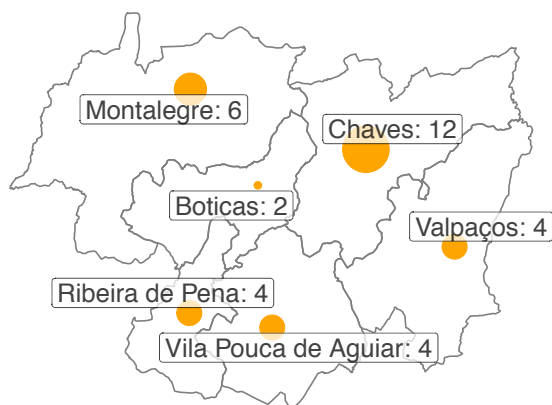 Montalegre: 6
Chaves: 12
Boticas: 2
Valpaços: 4
Ribeira de Pena: 4
Vila Pouca de Aguiar: 4